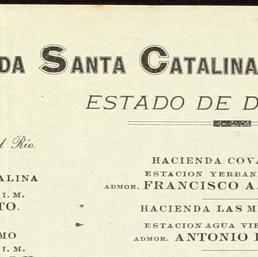 DA SANTA CATALINA
ESTADO DE D
l Río.
HACIENDA COVA
ESTACION YERBAN
ADMOR. FRANCISCO A.
ALINA
I. M.
TO.
HACIENDA LAS M
ESTACION AGUA VIE
ADMOR. ANTONIO
MO
I. M.